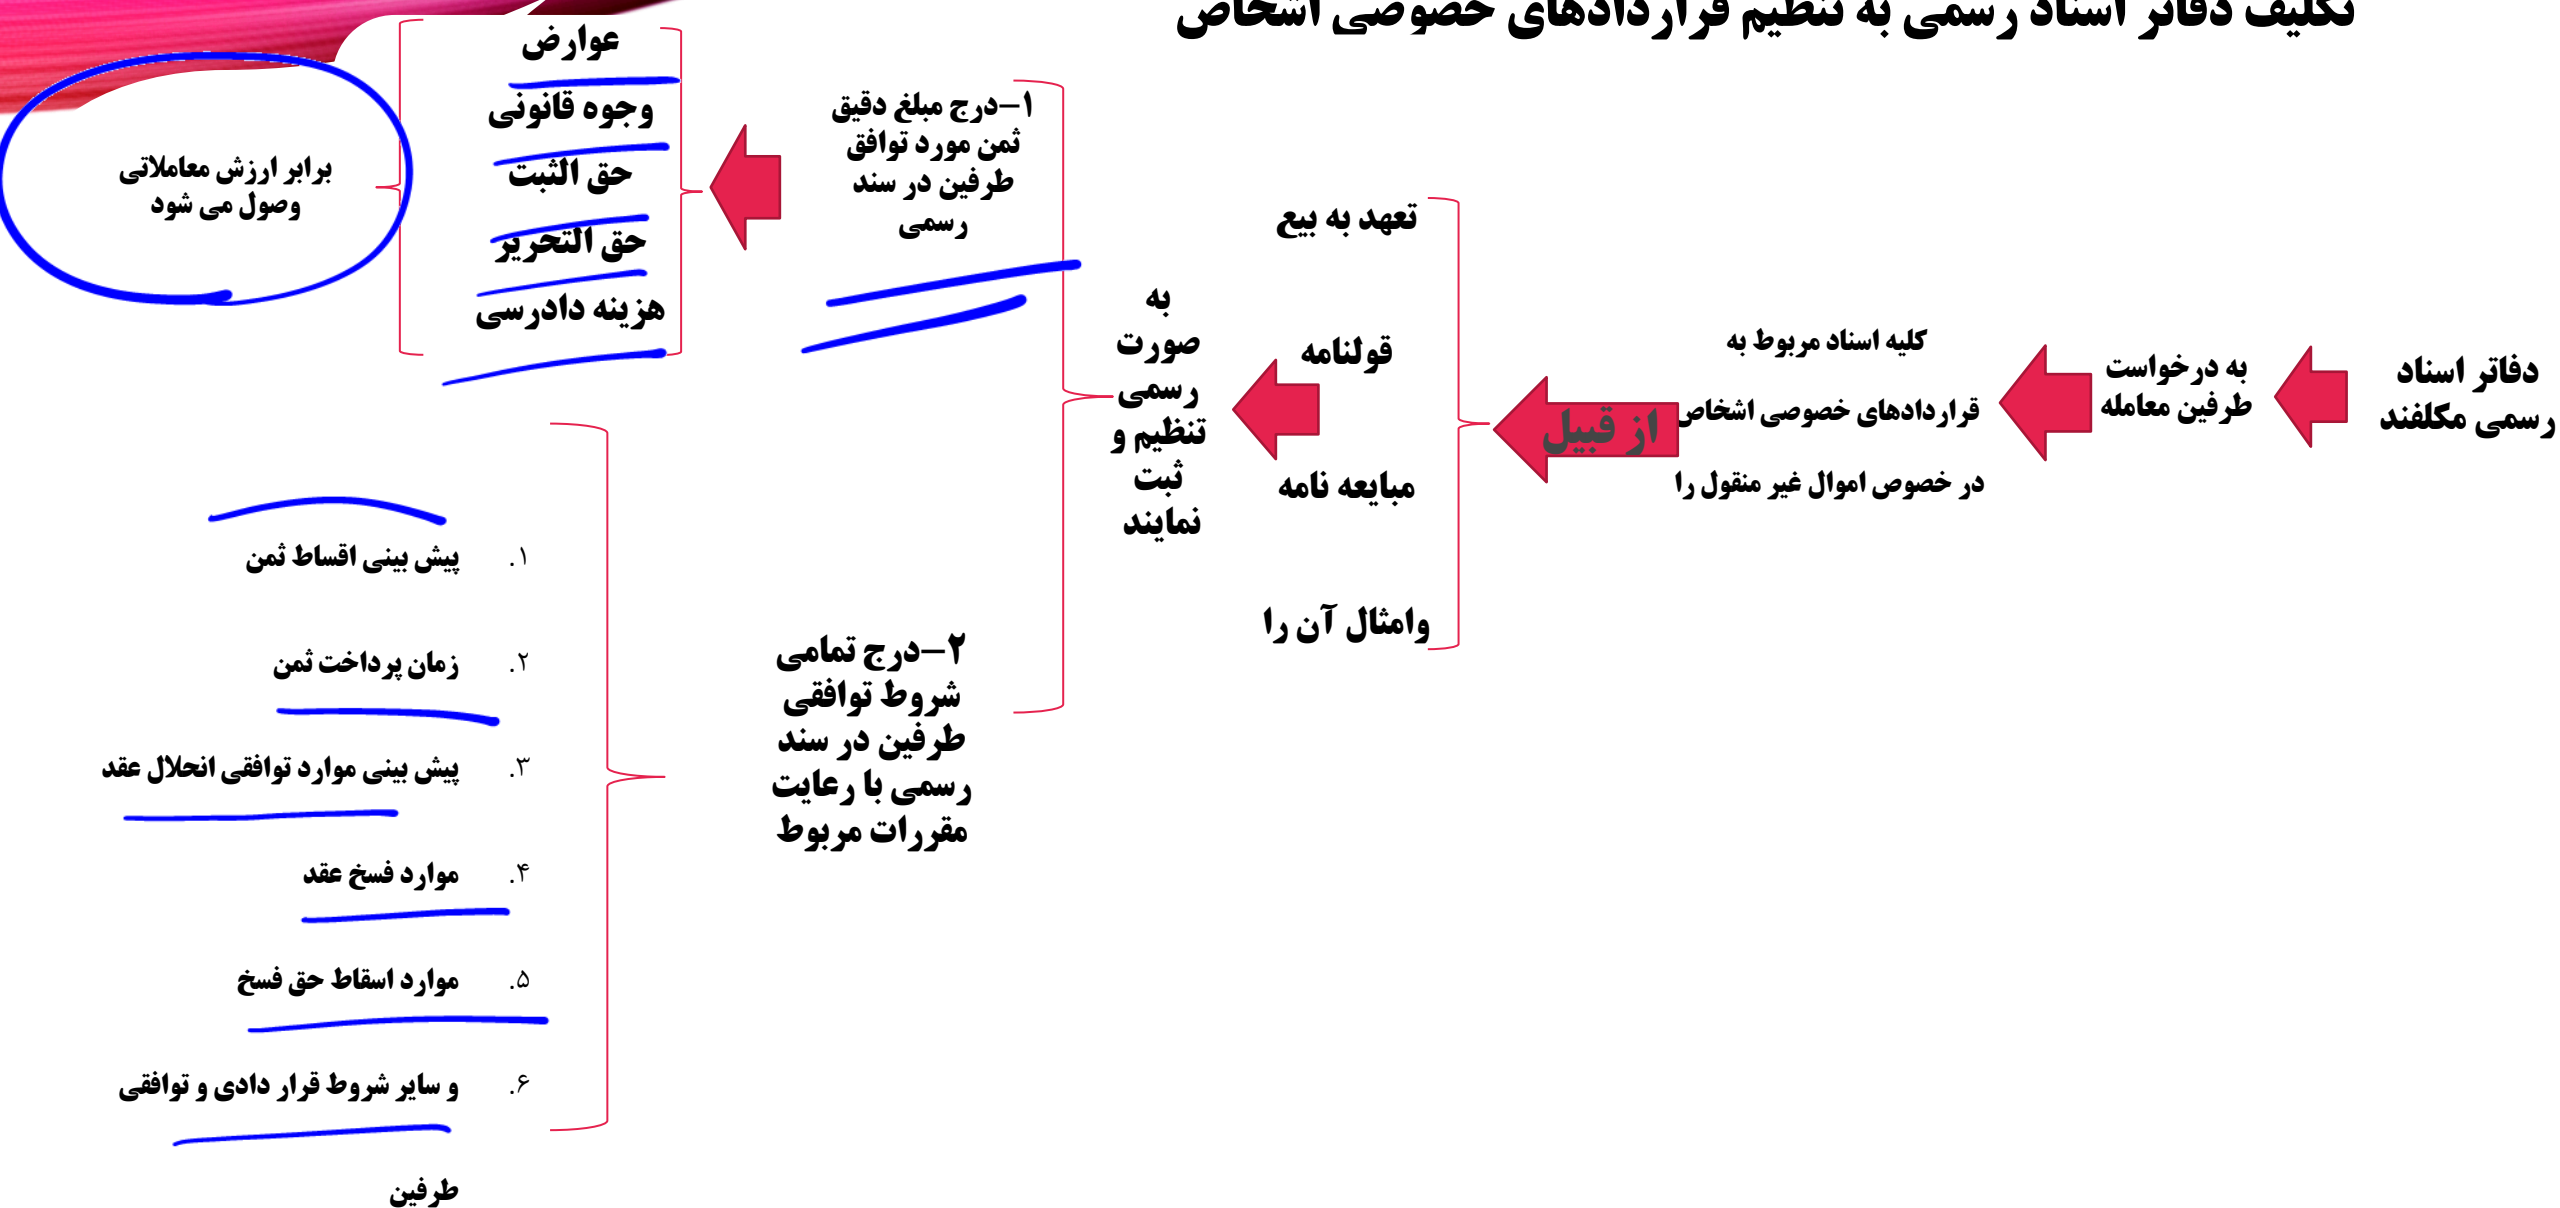 تکلیف دفاتر اسناد رسمی به تنظیم قراردادهای خصوصی اشخاص
دفاتر اسناد
رسمی مکلفند
به درخواست
طرفین معامله
کلیه اسناد مربوط به
قراردادهای خصوصی اشخاص
در خصوص اموال غیر منقول را
از قبیل
تعهد به بیع
قولنامه
مبایعه نامه
وامثال آن را
به
صورت
رسمی
تنظیم و
ثبت
نمایند
۱-درج مبلغ دقیق
ثمن مورد توافق
طرفین در سند
رسمی
عوارض
وجوه قانونی
حق الثبت
حق التحریر
هزینه دادرسی
برابر ارزش معاملاتی
وصول می شود
۲-درج تمامی
شروط توافقی
طرفین در سند
رسمی با رعایت
مقررات مربوط
۱. پیش بینی اقساط ثمن
۲. زمان پرداخت ثمن
۳. پیش بینی موارد توافقی انحلال عقد
۴. موارد فسخ عقد
۵. موارد اسقاط حق فسخ
۶. و سایر شروط قرار دادی و توافقی
طرفین